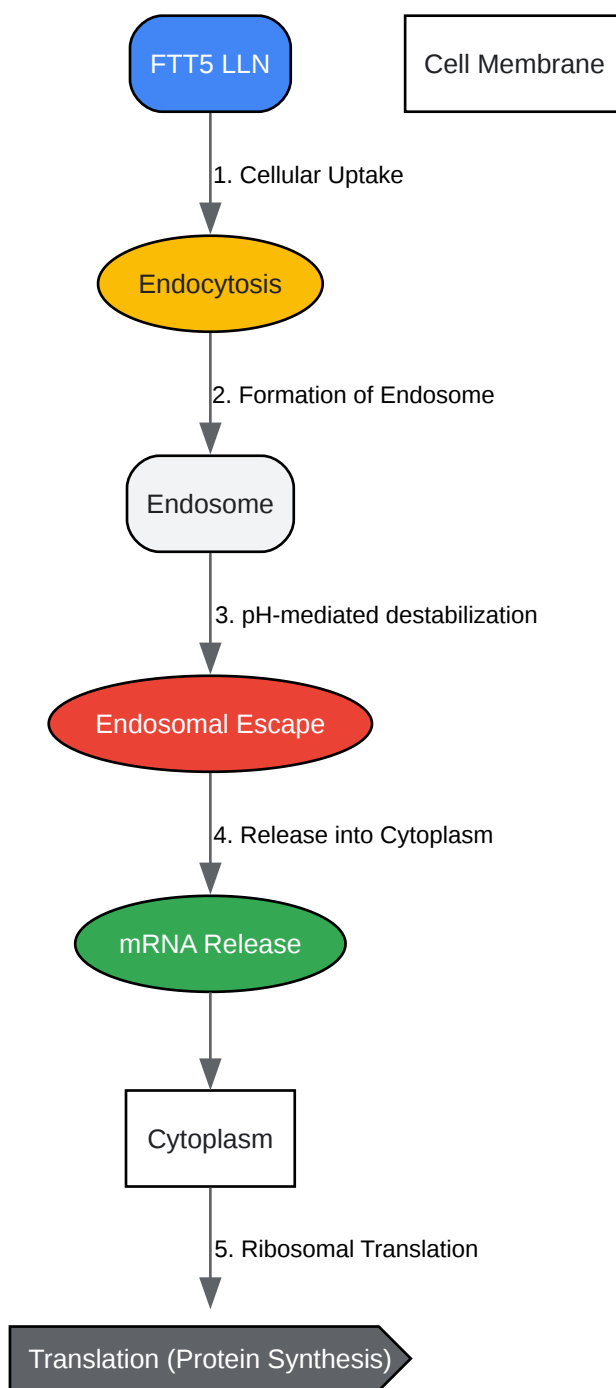 FTT5 LLN
Cell Membrane
1. Cellular Uptake
Endocytosis
2. Formation of Endosome
Endosome
3. pH-mediated destabilization
Endosomal Escape
4. Release into Cytoplasm
mRNA Release
Cytoplasm
5. Ribosomal Translation
Translation (Protein Synthesis)